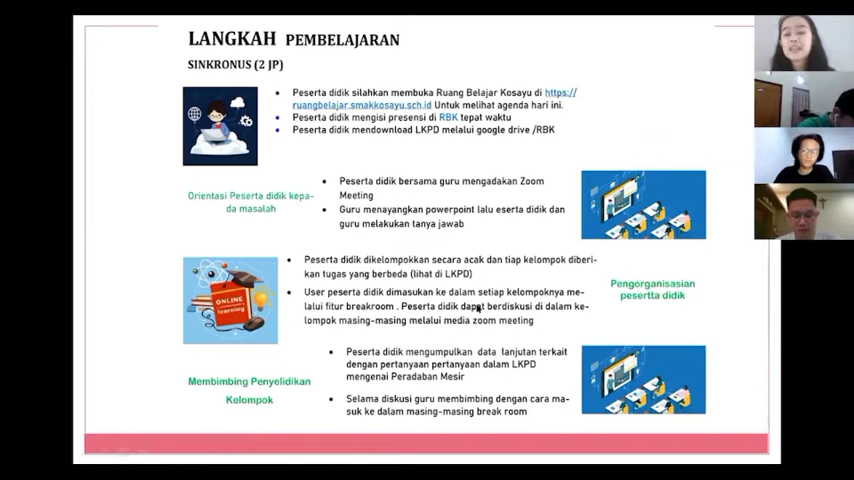 LANGKAH PEMBELAJARAN
SINKRONUS (2 JP)
• Peserta didik silahkan membuka Ruang Belajar Kosayu di https://
ruangbelajar.smakkosayu.sch.id Untuk melihat agenda hari ini.
• Peserta didik mengisi presensi di RBK tepat waktu
• Peserta didik mendownload LKPD melalui google drive /RBK
Orientasi Peserta didik kepa-
da masalah
• Peserta didik bersama guru mengadakan Zoom
Meeting
• Guru menayangkan powerpoint lalu eserta didik dan
guru melakukan tanya jawab
ONLINE
learning
• Peserta didik dikelompokkan secara acak dan tiap kelompok diberi-
kan tugas yang berbeda (lihat di LKPD)
• User peserta didik dimasukan ke dalam setiap kelompoknya me-
lalui fitur breakroom . Peserta didik dapat berdiskusi di dalam ke-
lompok masing-masing melalui media zoom meeting
Pengorganisasian
pesertta didik
Membimbing Penyelidikan
Kelompok
• Peserta didik mengumpulkan data lanjutan terkait
dengan pertanyaan pertanyaan dalam LKPD
mengenai Peradaban Mesir
• Selama diskusi guru membimbing dengan cara ma-
suk ke dalam masing-masing break room